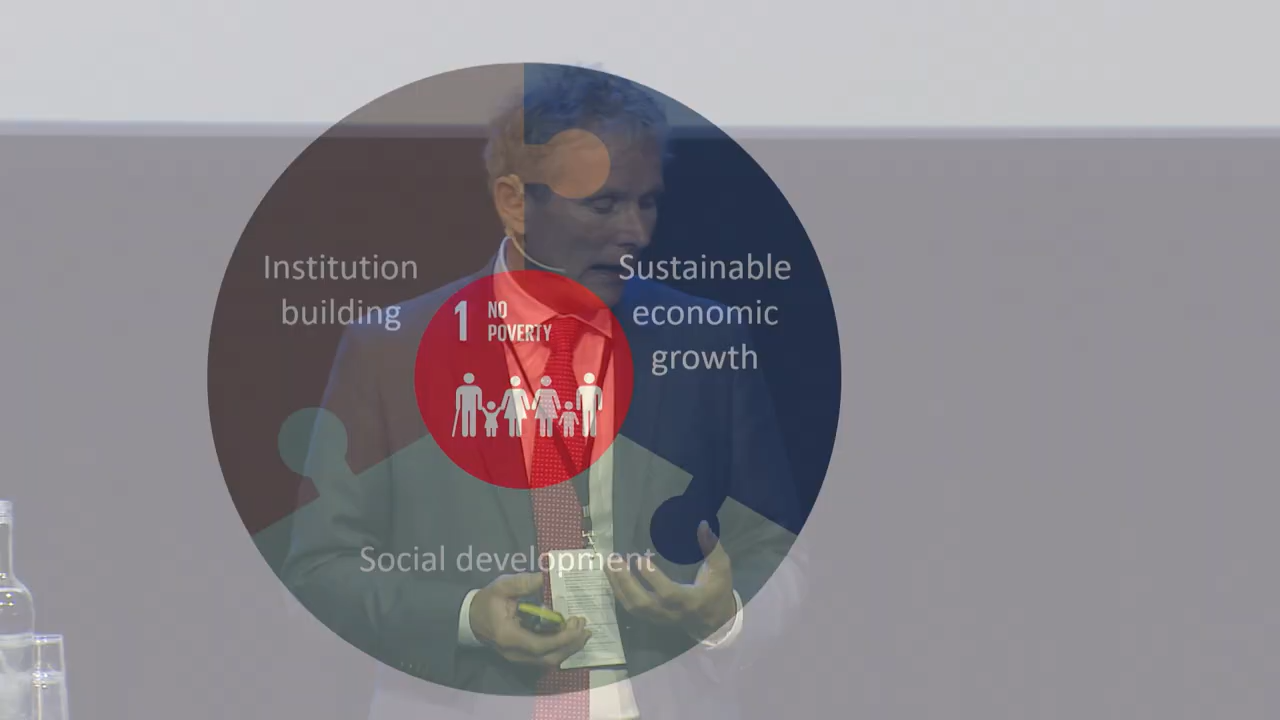 Institution
building
Sustainable
economic
growth
1 NO
POVERTY
Social development